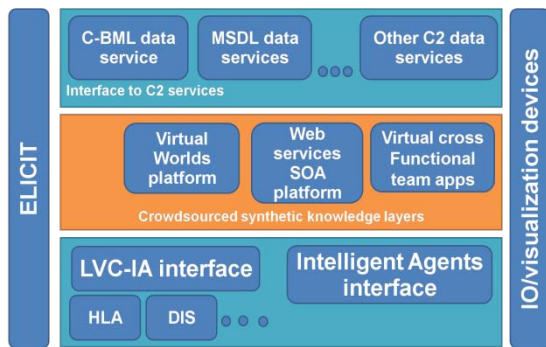 ELICIT
C-BML data
service
MSDL data
services
Other C2 data
services
Interface to C2 services
Virtual
Worlds
platform
Web
services
SOA
platform
Virtual cross
Functional
team apps
Crowdsourced synthetic knowledge layers
LVC-IA interface
HLA
DIS
Intelligent Agents
interface
IO/visualization devices